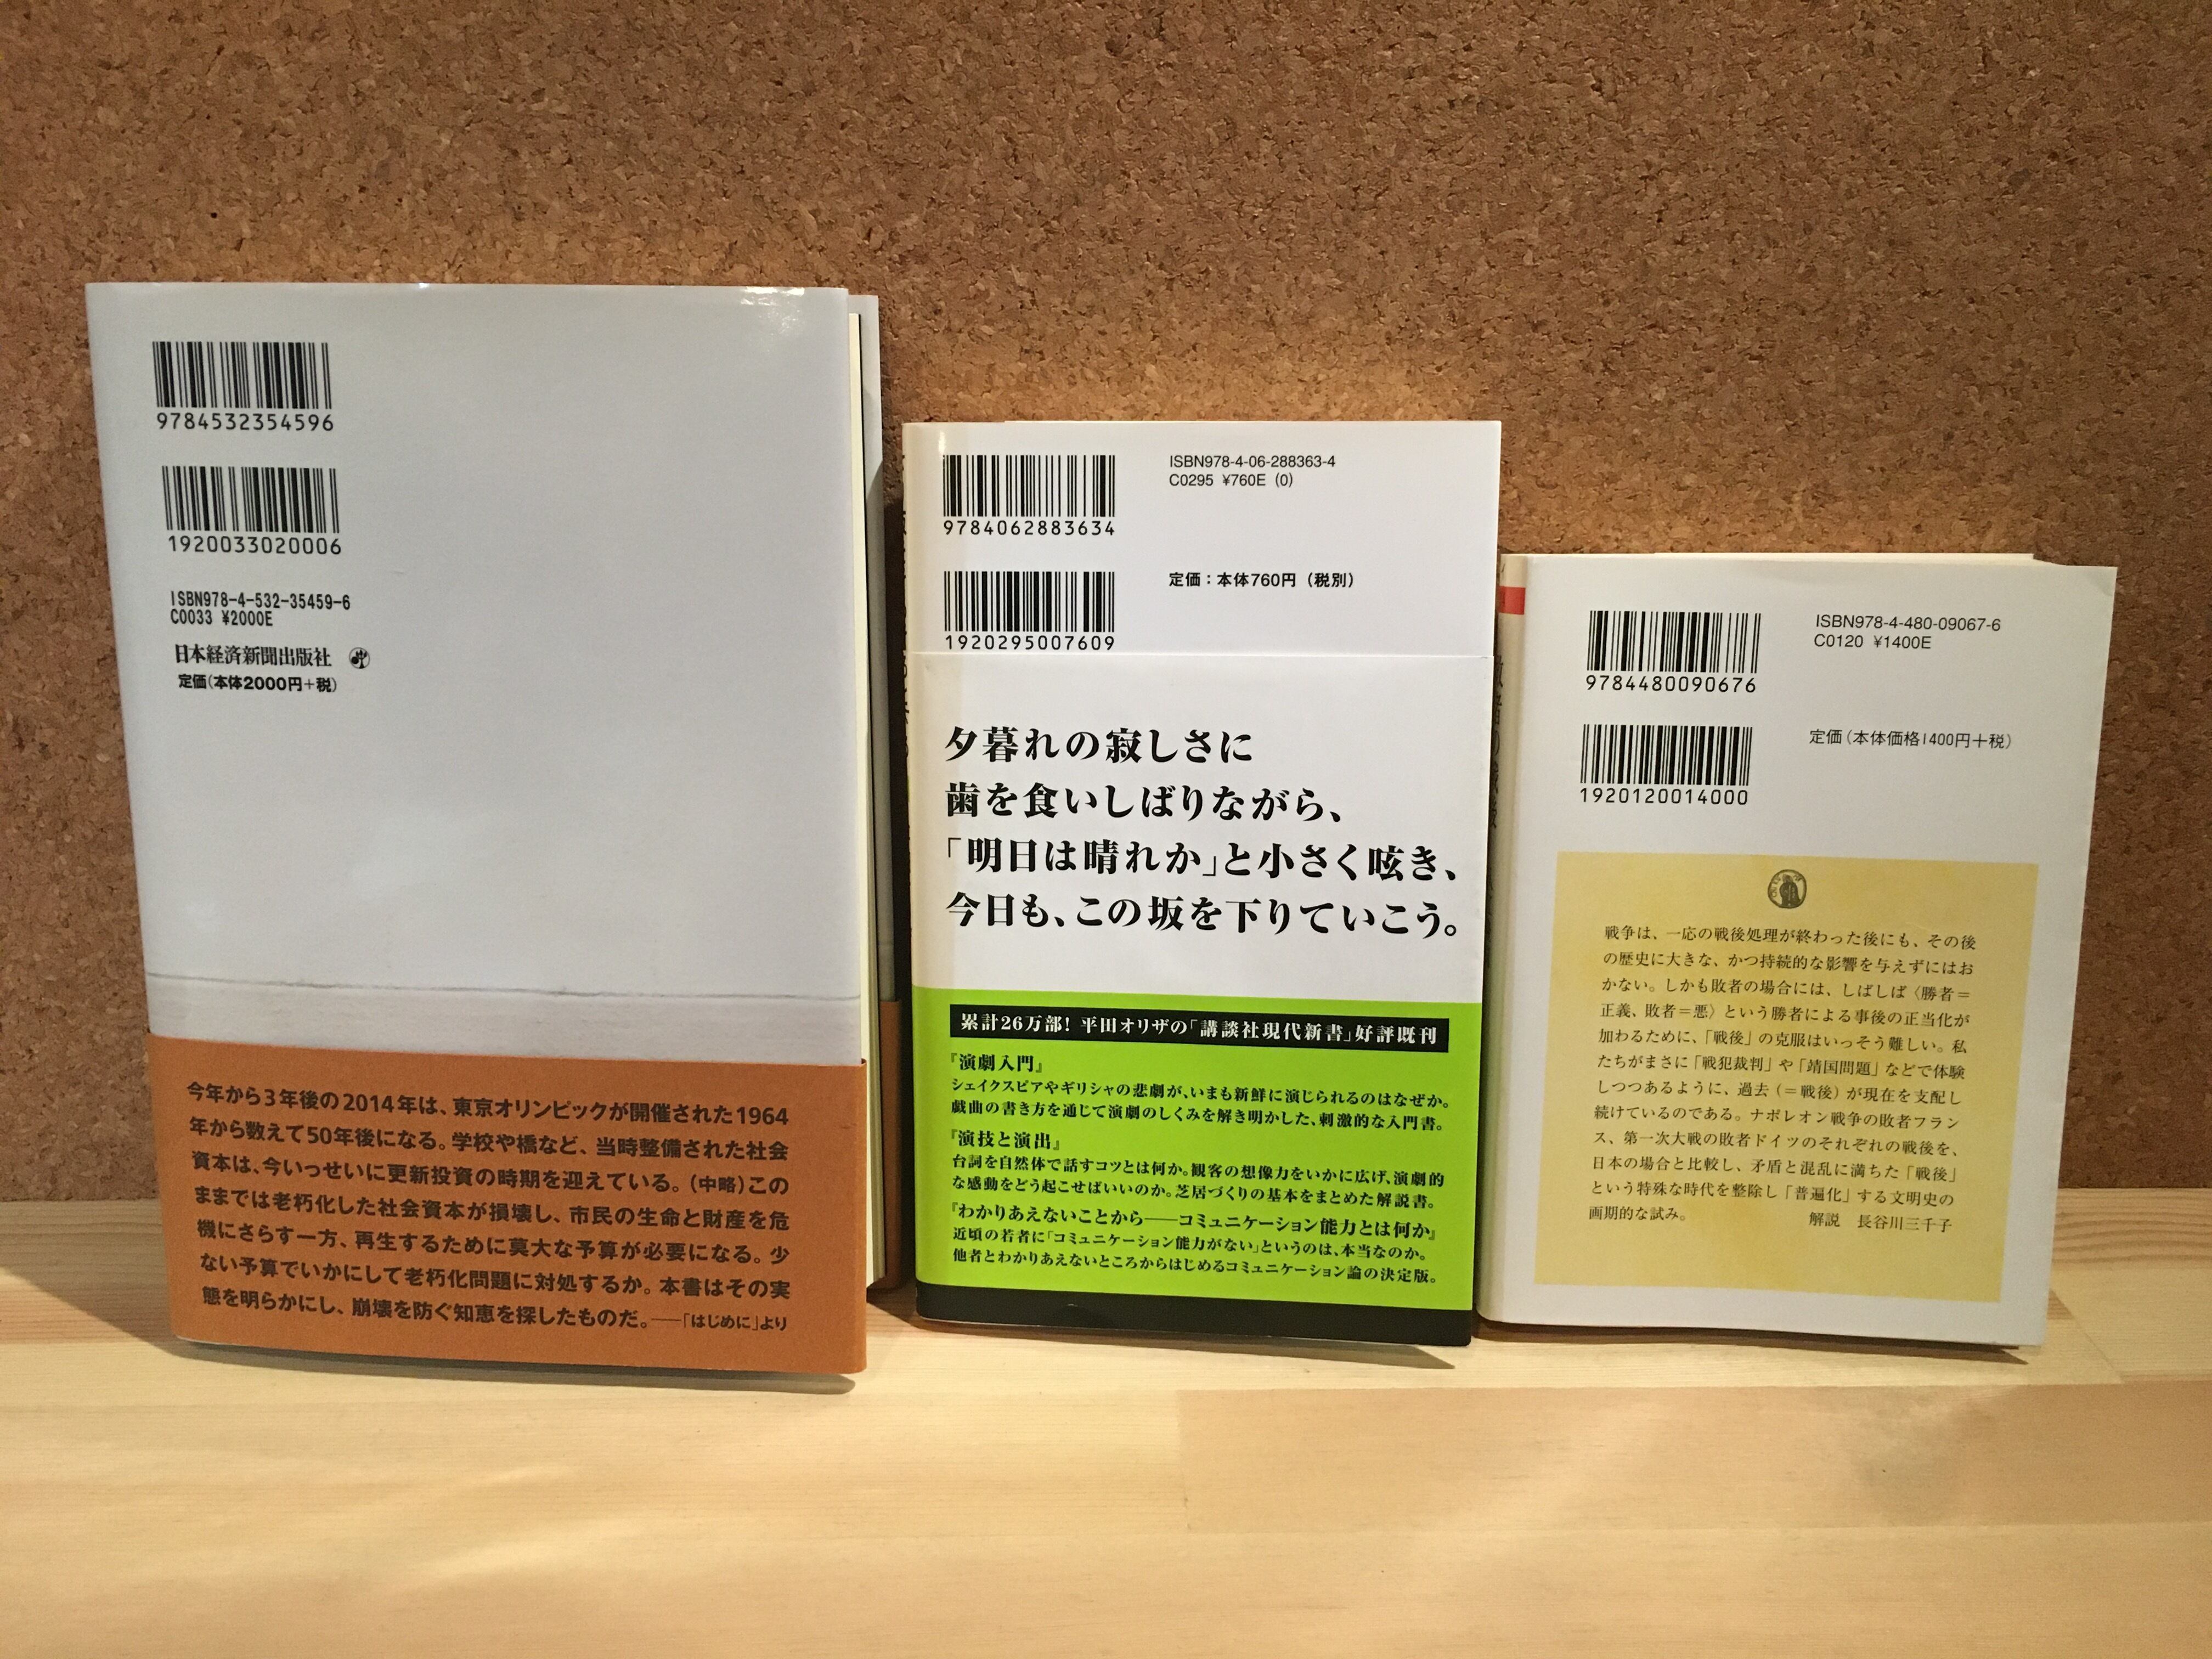 9784532354596
1920033020006
ISBN978-4-532-35459-6
C0033 ¥2000E
日本経済新聞出版社
定価(本体2000円+税)
今年から3年後の2014年は、東京オリンピックが開催された1964
年から数えて50年後になる。学校や橋など、当時整備された社会
資本は、今いっせいに更新投資の時期を迎えている。(中略)この
ままでは老朽化した社会資本が損壊し、市民の生命と財産を危
機にさらす一方、再生するために莫大な予算が必要になる。少
ない予算でいかにして老朽化問題に対処するか。本書はその実
態を明らかにし、崩壊を防ぐ知恵を探したものだ。──「はじめに」より
9784062883634
ISBN978-4-06-288363-4
C0295 ¥760E (0)
1920295007609
定価：本体760円（税別）
夕暮れの寂しさに
歯を食いしばりながら、
「明日は晴れか」と小さく呟き、
今日も、この坂を下りていこう。
累計26万部! 平田オリザの「講談社現代新書」好評既刊
『演劇入門』
シェイクスピアやギリシャの悲劇が、いまも新鮮に演じられるのはなぜか。
戯曲の書き方を通じて演劇のしくみを解き明かした、刺激的な入門書。
『演技と演出』
台詞を自然体で話すコツとは何か。観客の想像力をいかに広げ、演劇的
な感動をどう起こせばいいのか。芝居づくりの基本をまとめた解説書。
『わかりあえないことから──コミュニケーション能力とは何か』
近頃の若者に「コミュニケーション能力がない」というのは、本当なのか。
他者とわかりあえないところからはじめるコミュニケーション論の決定版。
9784480090676
ISBN978-4-480-09067-6
C0120 ¥1400E
1920120014000
定価(本体価格1400円+税)
戦争は、一応の戦後処理が終わった後にも、その後
の歴史に大きな、かつ持続的な影響を与えずにはお
かない。しかも敗者の場合には、しばしば〈勝者＝
正義、敗者＝悪〉という勝者による事後の正当化が
加わるために、「戦後」の克服はいっそう難しい。私
たちがまさに「戦犯裁判」や「靖国問題」などで体験
しつつあるように、過去（＝戦後）が現在を支配し
続けているのである。ナポレオン戦争の敗者フラン
ス、第一次大戦の敗者ドイツのそれぞれの戦後を、
日本の場合と比較し、矛盾と混乱に満ちた「戦後」
という特殊な時代を整除し「普遍化」する文明史の
画期的な試み。　解説　長谷川三千子